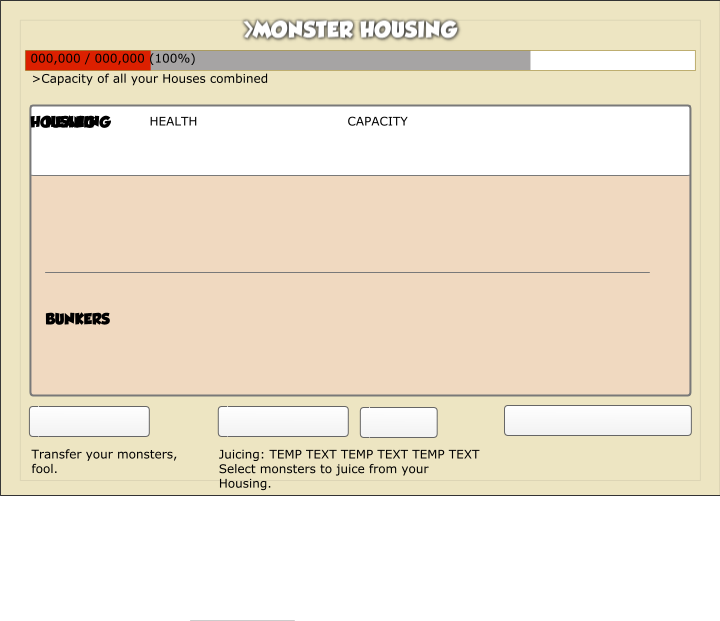 >MONSTER HOUSING
000,000 / 000,000 (100%)
>Capacity of all your Houses combined
HOUSING HEALTH CAPACITY
BUNKERS
Transfer your monsters,
fool.
Juicing: TEMP TEXT TEMP TEXT TEMP TEXT
Select monsters to juice from your
Housing.